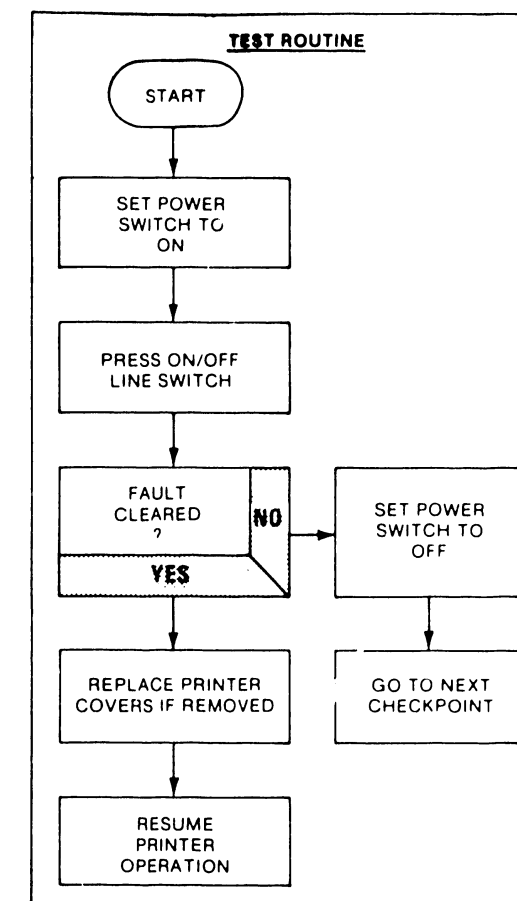 TEST ROUTINE
START
SET POWER
SWITCH TO
ON
PRESS ON/OFF
LINE SWITCH
FAULT
CLEARED
?
NO
YES
SET POWER
SWITCH TO
OFF
REPLACE PRINTER
COVERS IF REMOVED
GO TO NEXT
CHECKPOINT
RESUME
PRINTER
OPERATION